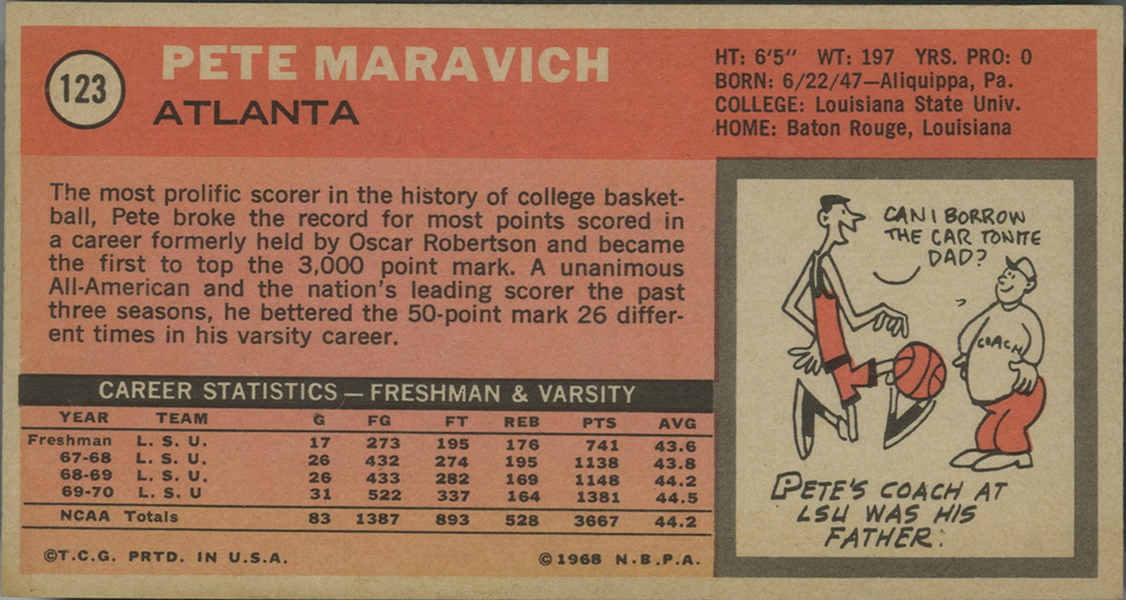 123
PETE MARAVICH
ATLANTA
HT: 6'5" WT: 197 YRS. PRO: 0
BORN: 6/22/47—Aliquippa, Pa.
COLLEGE: Louisiana State Univ.
HOME: Baton Rouge, Louisiana
The most prolific scorer in the history of college basket-
ball, Pete broke the record for most points scored in
a career formerly held by Oscar Robertson and became
the first to top the 3,000 point mark. A unanimous
All-American and the nation's leading scorer the past
three seasons, he bettered the 50-point mark 26 differ-
ent times in his varsity career.
CAREER STATISTICS — FRESHMAN & VARSITY
YEAR TEAM G FG FT REB PTS AVG
Freshman L. S. U. 17 273 195 176 741 43.6
67-68 L. S. U. 26 432 274 195 1138 43.8
68-69 L. S. U. 26 433 282 169 1148 44.2
69-70 L. S. U 31 522 337 164 1381 44.5
NCAA Totals 83 1387 893 528 3667 44.2
©T.C.G. PRTD. IN U.S.A. ©1968 N.B.P.A.
CAN I BORROW
THE CAR TONITE
DAD?
COACH
PETE'S COACH AT
LSU WAS HIS
FATHER.